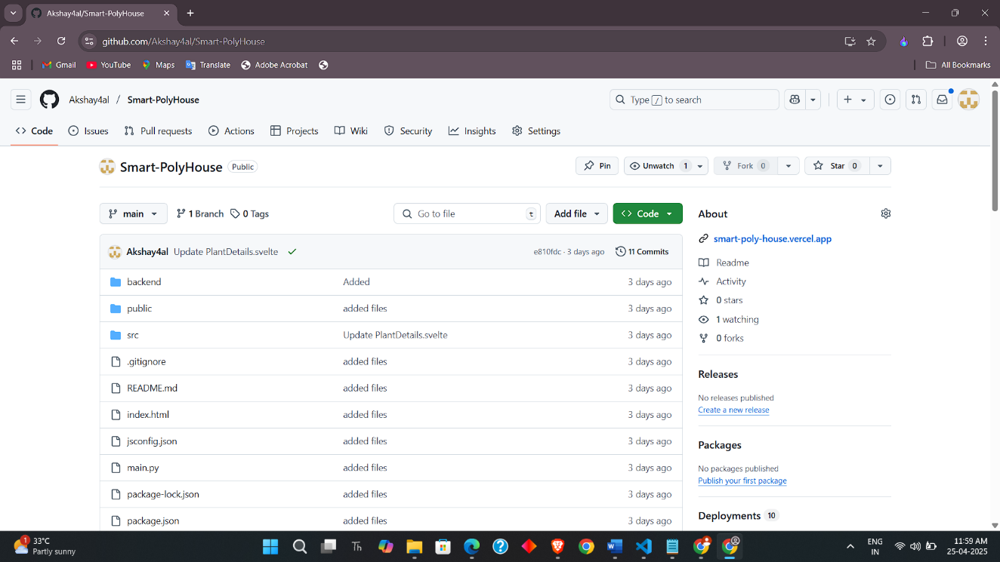 Akshay4al/Smart-PolyHouse
github.com/Akshay4al/Smart-PolyHouse
Gmail YouTube Maps Translate Adobe Acrobat All Bookmarks
Akshay4al / Smart-PolyHouse Type / to search
Code Issues Pull requests Actions Projects Wiki Security Insights Settings
Smart-PolyHouse Public Pin Unwatch 1 Fork 0 Star 0
main 1 Branch 0 Tags Go to file t Add file Code
Akshay4al Update PlantDetails.svelte e810fdc · 3 days ago 11 Commits
backend Added 3 days ago
public added files 3 days ago
src Update PlantDetails.svelte 3 days ago
.gitignore added files 3 days ago
README.md added files 3 days ago
index.html added files 3 days ago
jsconfig.json added files 3 days ago
main.py added files 3 days ago
package-lock.json added files 3 days ago
package.json added files 3 days ago
About
smart-poly-house.vercel.app
Readme
Activity
0 stars
1 watching
0 forks
Releases
No releases published
Create a new release
Packages
No packages published
Publish your first package
Deployments 10
1 33°C
Partly sunny
Th
ENG
IN
11:59 AM
25-04-2025